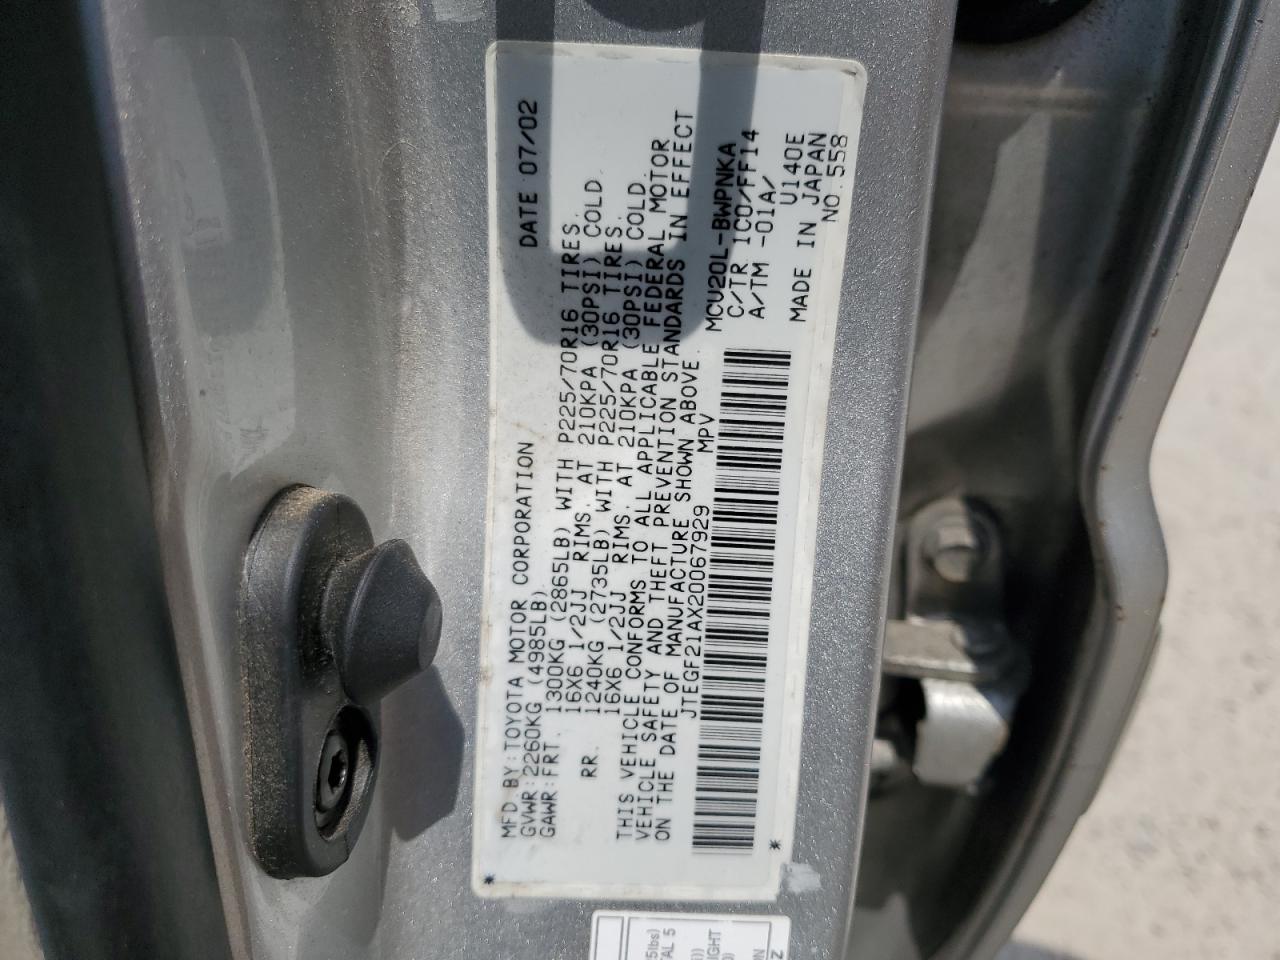 MFD BY:TOYOTA MOTOR CORPORATION DATE 07/02
GVWR:2260KG (4985LB)
GAWR:FRT. 1300KG (2865LB) WITH P225/70R16 TIRES.
16X6 1/2JJ RIMS. AT 210KPA (30PSI) COLD.
RR. 1240KG (2735LB) WITH P225/70R16 TIRES.
16X6 1/2JJ RIMS. AT 210KPA (30PSI) COLD.
THIS VEHICLE CONFORMS TO ALL APPLICABLE FEDERAL MOTOR
VEHICLE SAFETY AND THEFT PREVENTION STANDARDS IN EFFECT
ON THE DATE OF MANUFACTURE SHOWN ABOVE.
JTEGF21AX20067929 MPV MCU20L-BWPNKA
C/TR 1C0/FF14
A/TM -01A/ U140E
MADE IN JAPAN
NO.558
* *
TAL 5